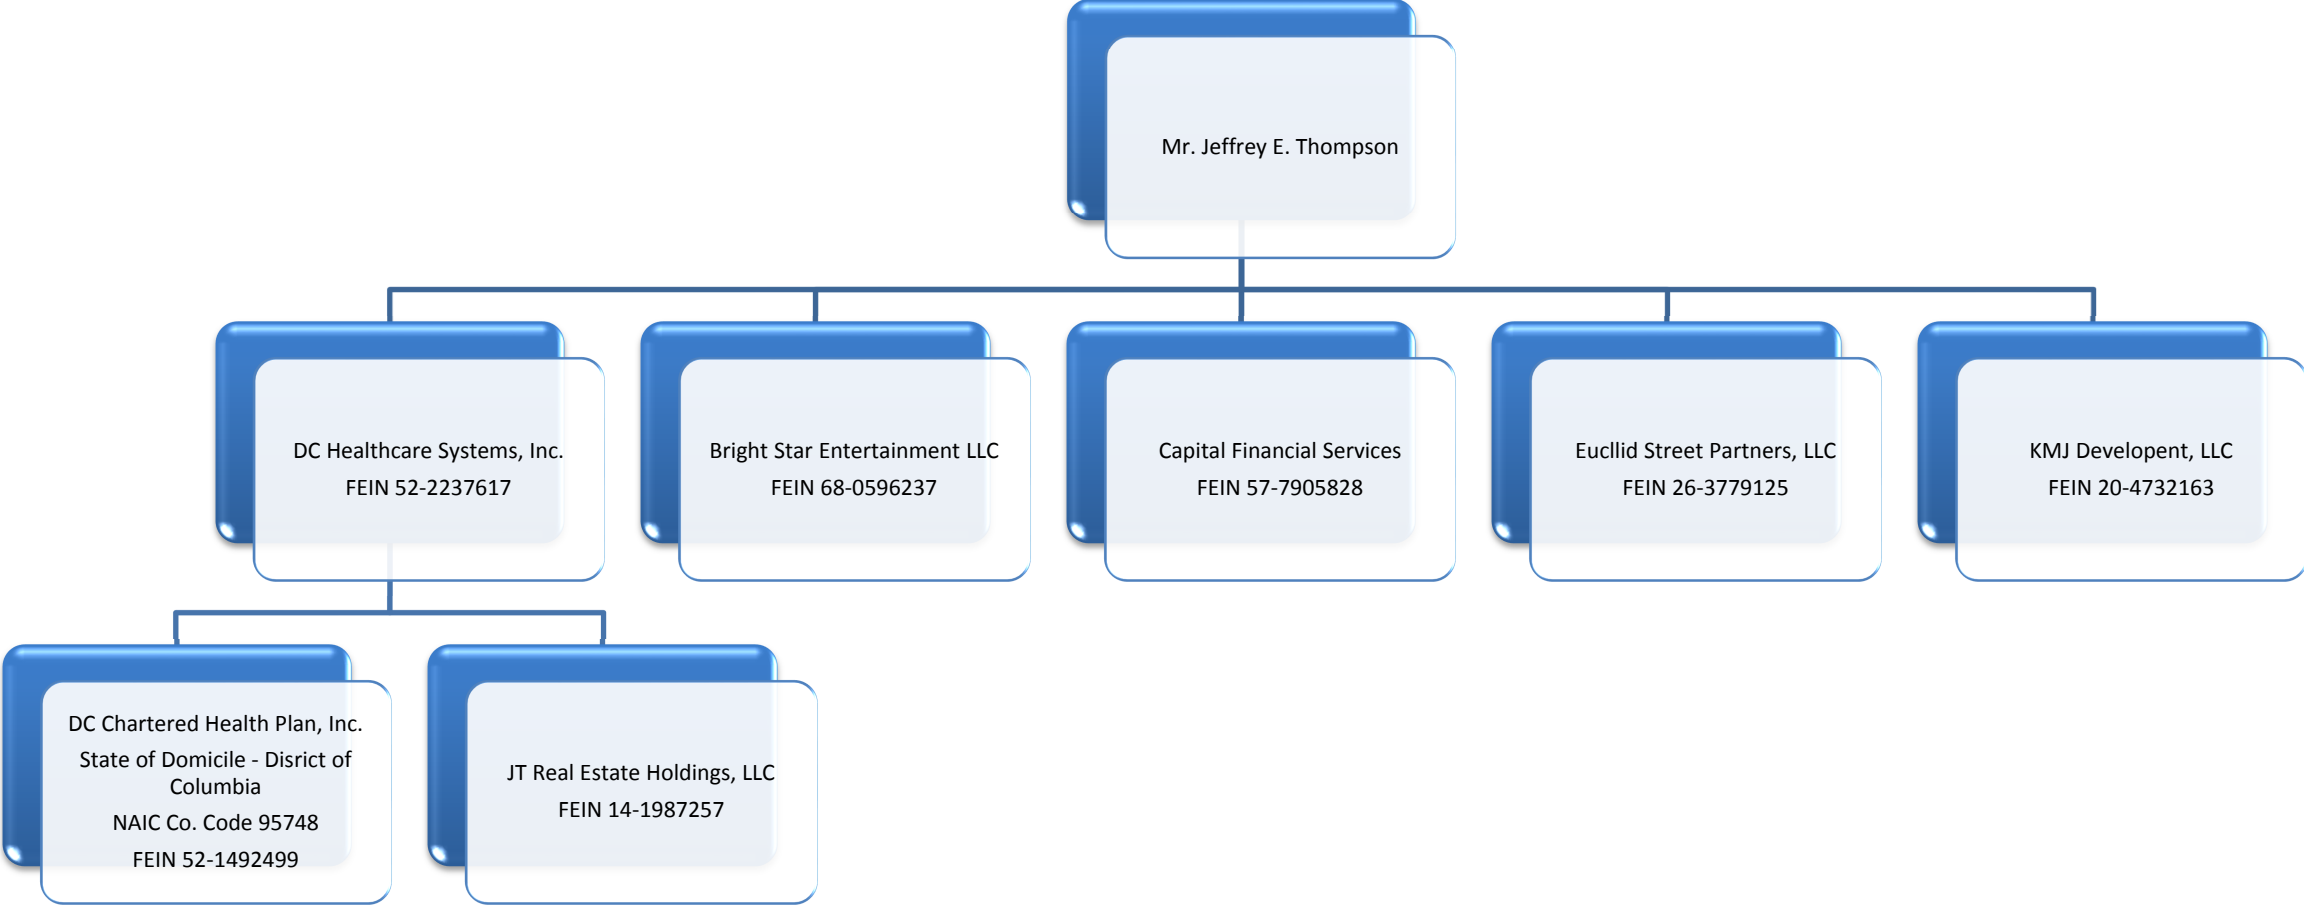 Mr. Jeffrey E. Thompson
DC Healthcare Systems, Inc.
FEIN 52-2237617
Bright Star Entertainment LLC
FEIN 68-0596237
Capital Financial Services
FEIN 57-7905828
Eucllid Street Partners, LLC
FEIN 26-3779125
KMJ Developent, LLC
FEIN 20-4732163
DC Chartered Health Plan, Inc.
State of Domicile - Disrict of
Columbia
NAIC Co. Code 95748
FEIN 52-1492499
JT Real Estate Holdings, LLC
FEIN 14-1987257